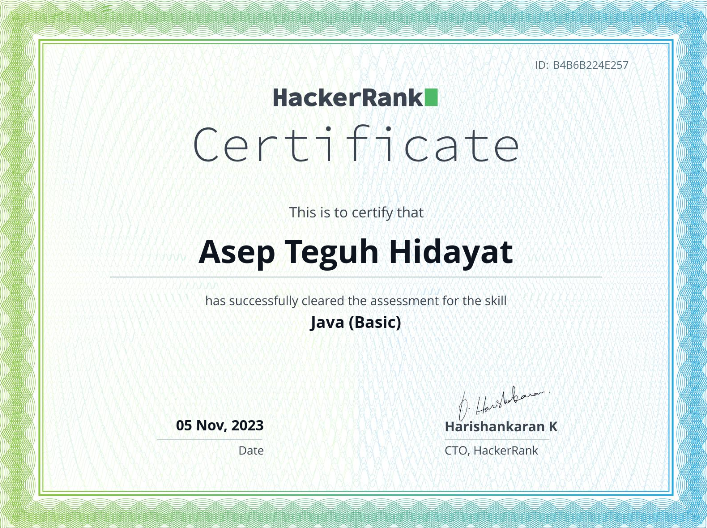 ID: B4B6B224E257
HackerRank
Certificate
This is to certify that
Asep Teguh Hidayat
has successfully cleared the assessment for the skill
Java (Basic)
05 Nov, 2023
Date
D. Harishankaran.
Harishankaran K
CTO, HackerRank